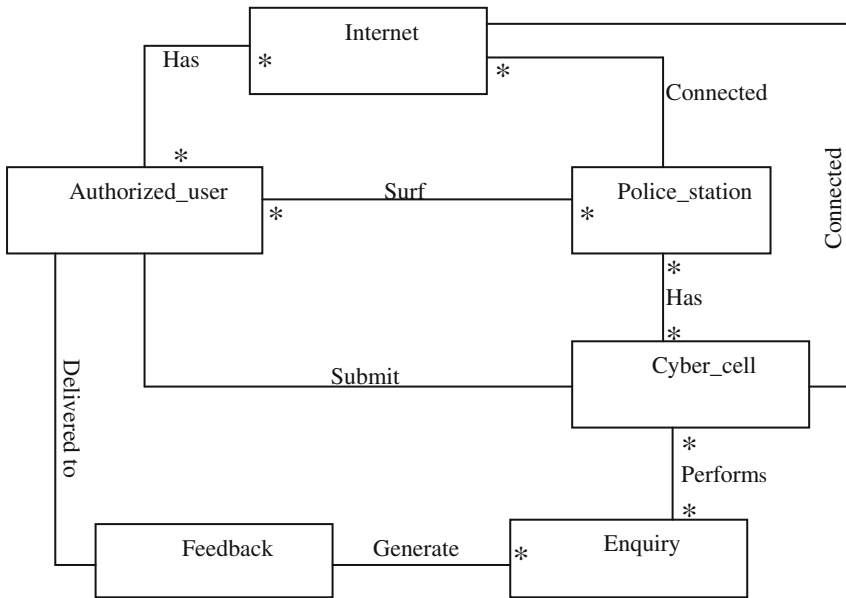 Internet
Has
*
*
Connected
*
Authorized_user
Surf
Police_station
*
*
Connected
*
Has
*
Cyber_cell
Submit
Delivered to
*
Performs
*
Feedback
Generate
*
Enquiry